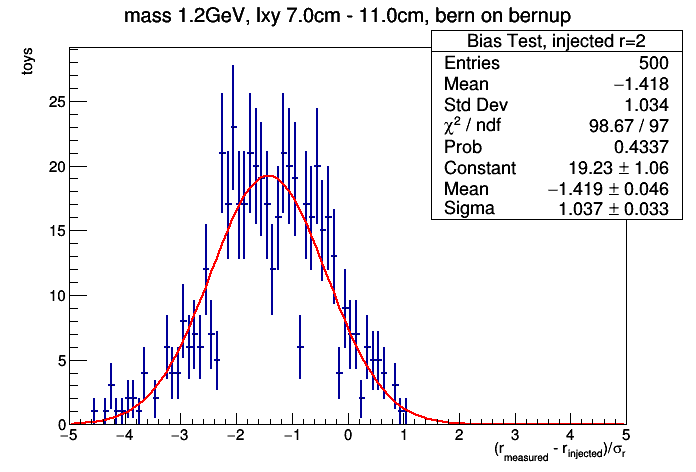 mass 1.2GeV, lxy 7.0cm - 11.0cm, bern on bernup
Bias Test, injected r=2
Entries 500
Mean −1.418
Std Dev 1.034
χ² / ndf 98.67 / 97
Prob 0.4337
Constant 19.23 ± 1.06
Mean −1.419 ± 0.046
Sigma 1.037 ± 0.033
toys
25
20
15
10
5
0
−5 −4 −3 −2 −1 0 1 2 3 4 5
(r_measured - r_injected)/σ_r